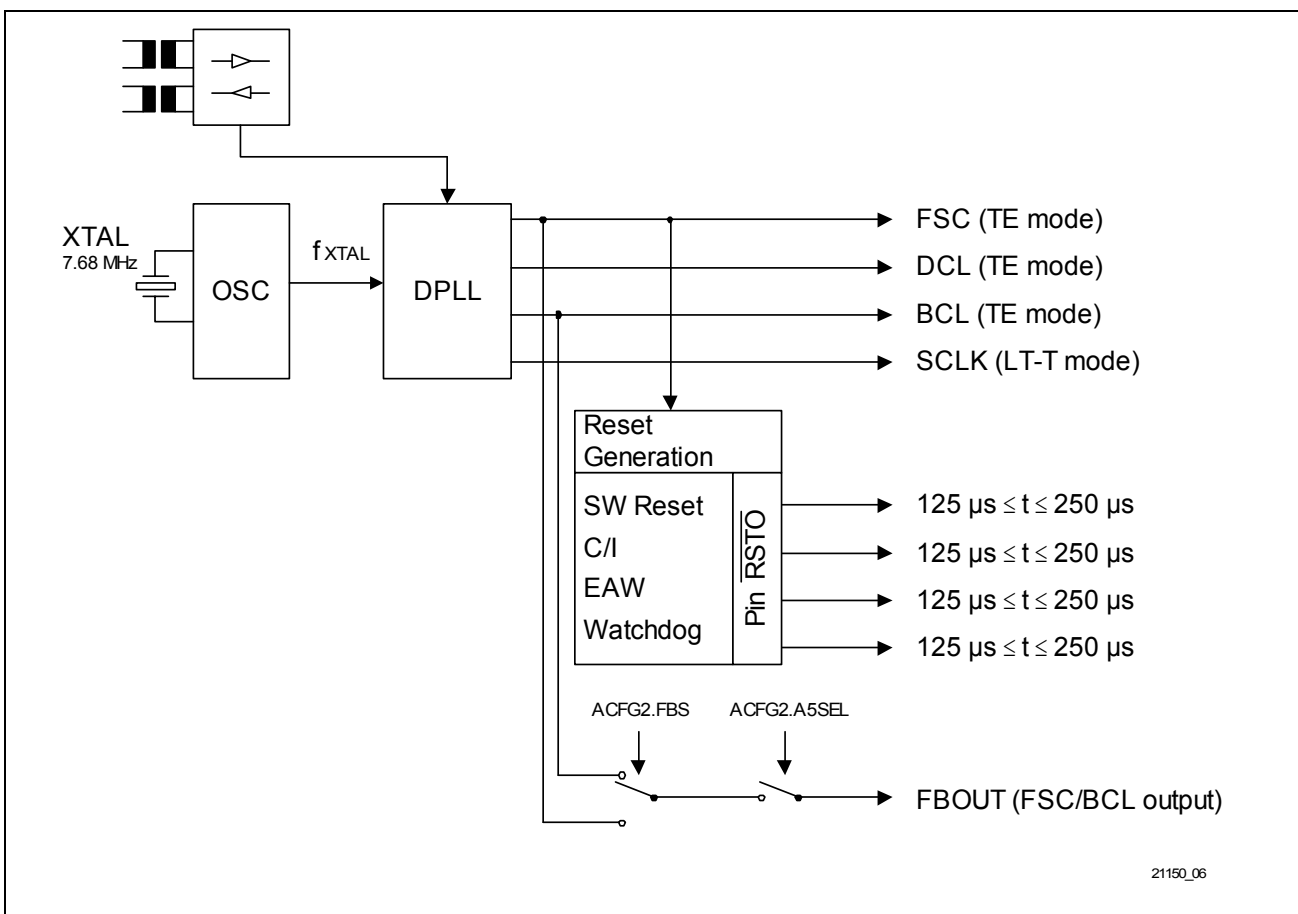 FSC (TE mode)
XTAL
7.68 MHz
OSC
fXTAL
DPLL
DCL (TE mode)
BCL (TE mode)
SCLK (LT-T mode)
Reset
Generation
SW Reset
C/I
EAW
Watchdog
Pin RSTO
125 µs ≤ t ≤ 250 µs
125 µs ≤ t ≤ 250 µs
125 µs ≤ t ≤ 250 µs
125 µs ≤ t ≤ 250 µs
ACFG2.FBS
ACFG2.A5SEL
FBOUT (FSC/BCL output)
21150_06